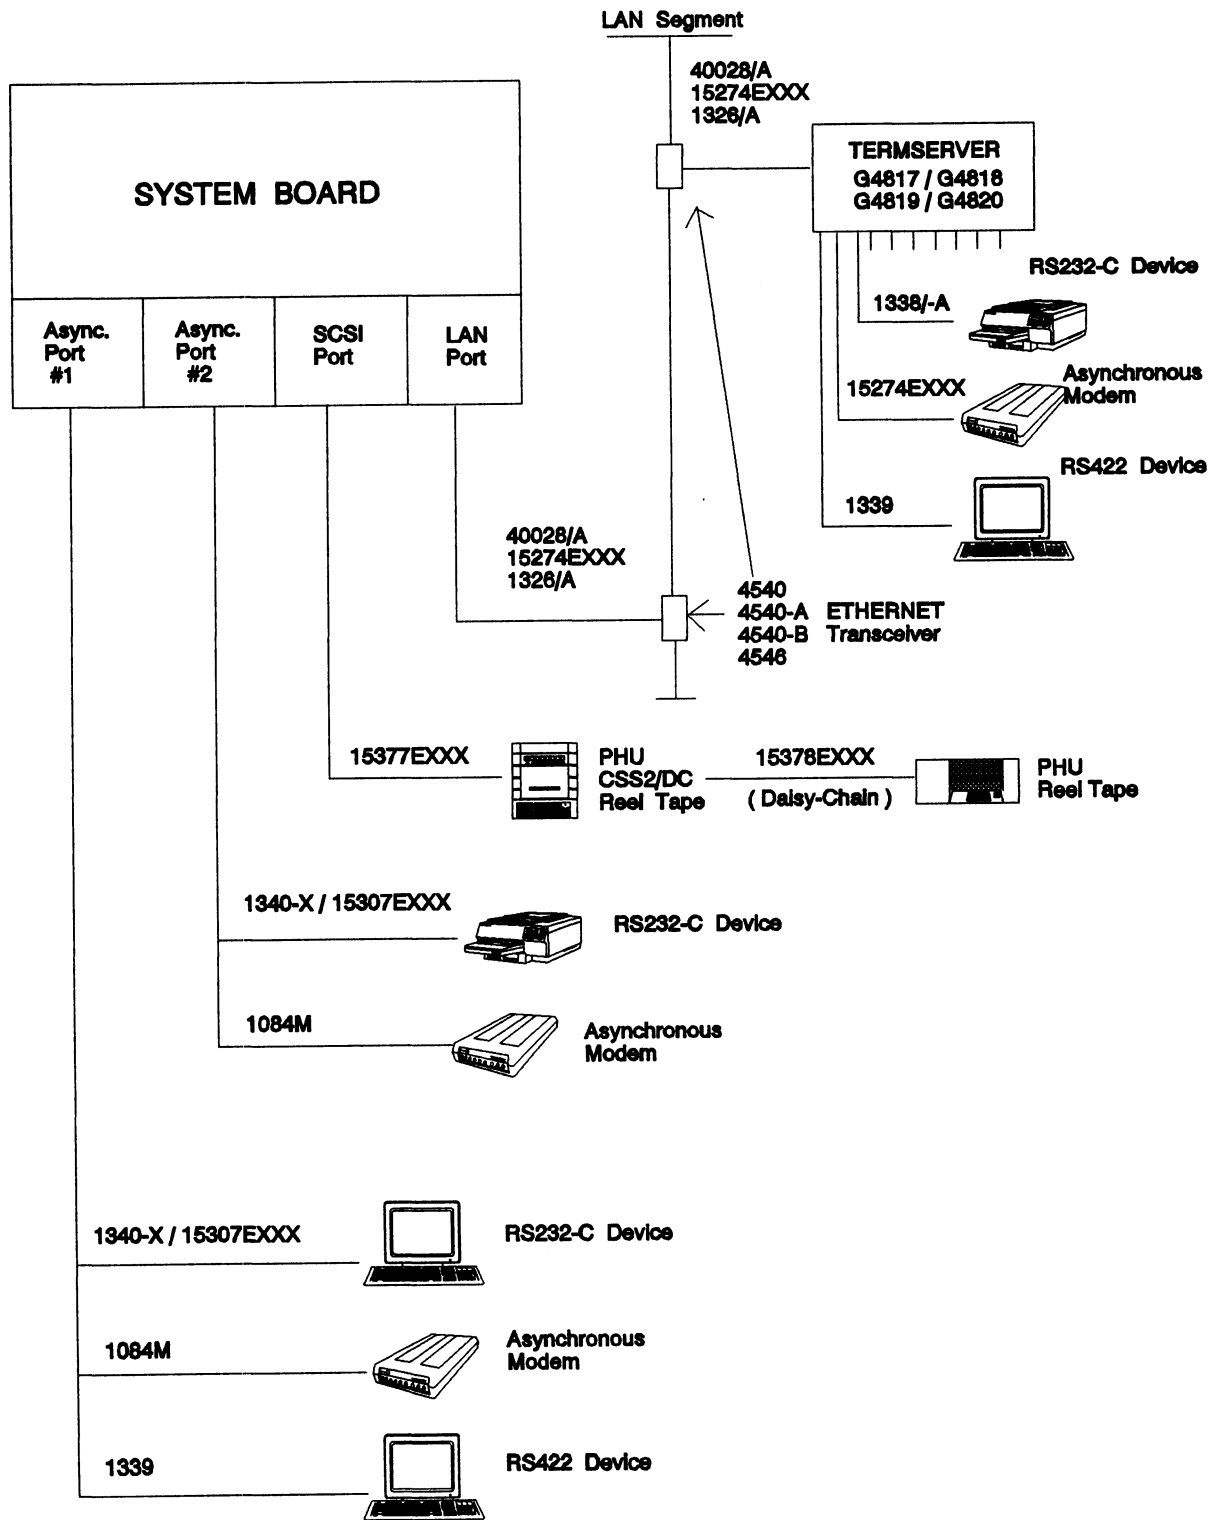 LAN Segment
40028/A
15274EXXX
1326/A
SYSTEM BOARD
TERMSERVER
G4817 / G4818
G4819 / G4820
RS232-C Device
1338/-A
Async.
Port
#1
Async.
Port
#2
SCSI
Port
LAN
Port
Asynchronous
Modem
15274EXXX
RS422 Device
1339
40028/A
15274EXXX
1326/A
4540
4540-A ETHERNET
4540-B Transceiver
4546
15377EXXX
PHU
CSS2/DC
Reel Tape
15378EXXX
( Daisy-Chain )
PHU
Reel Tape
1340-X / 15307EXXX
RS232-C Device
1084M
Asynchronous
Modem
1340-X / 15307EXXX
RS232-C Device
1084M
Asynchronous
Modem
1339
RS422 Device